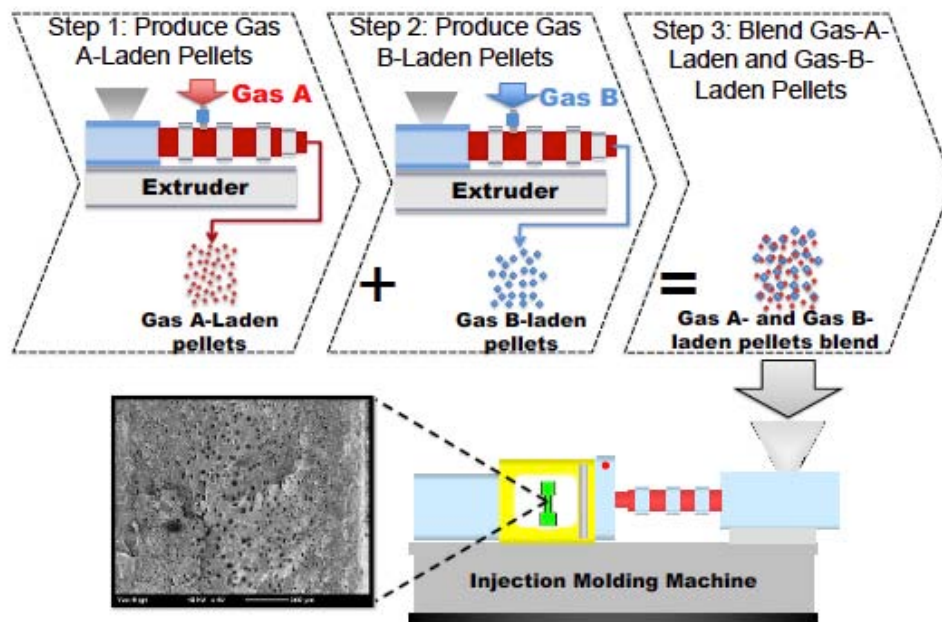 Step 1: Produce Gas
A-Laden Pellets
Gas A
Extruder
Gas A-Laden
pellets
Step 2: Produce Gas
B-Laden Pellets
Gas B
Extruder
Gas B-laden
pellets
Step 3: Blend Gas-A-
Laden and Gas-B-
Laden Pellets
+
=
Gas A- and Gas B-
laden pellets blend
Injection Molding Machine